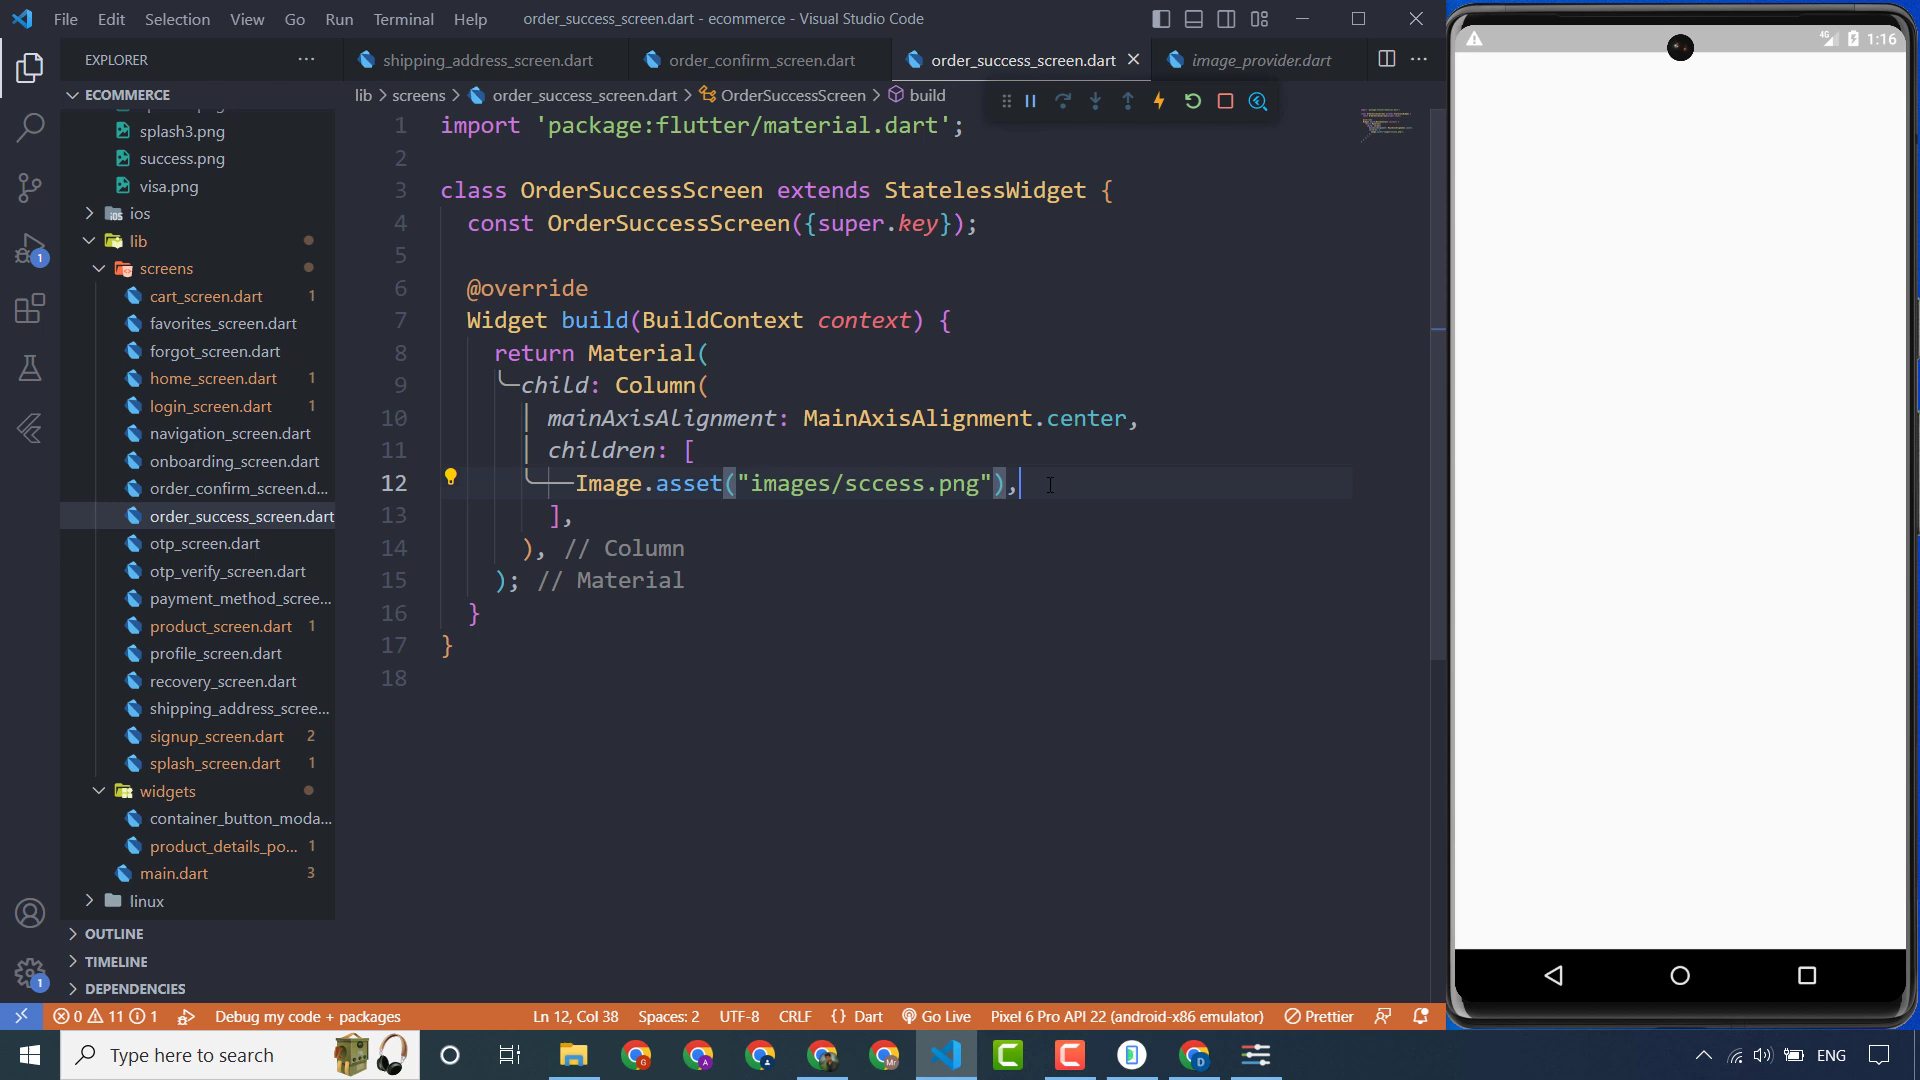 File Edit Selection View Go Run Terminal Help
order_success_screen.dart - ecommerce - Visual Studio Code
4G 1:16
EXPLORER
shipping_address_screen.dart
order_confirm_screen.dart
order_success_screen.dart
image_provider.dart
ECOMMERCE
lib > screens > order_success_screen.dart > OrderSuccessScreen > build
splash3.png
success.png
visa.png
ios
lib
screens
cart_screen.dart 1
favorites_screen.dart
forgot_screen.dart
home_screen.dart 1
login_screen.dart 1
navigation_screen.dart
onboarding_screen.dart
order_confirm_screen.d...
order_success_screen.dart
otp_screen.dart
otp_verify_screen.dart
payment_method_scree...
product_screen.dart 1
profile_screen.dart
recovery_screen.dart
shipping_address_scree...
signup_screen.dart 2
splash_screen.dart 1
widgets
container_button_moda...
product_details_po... 1
main.dart 3
linux
OUTLINE
TIMELINE
DEPENDENCIES
1
1
1 import 'package:flutter/material.dart';
2
3 class OrderSuccessScreen extends StatelessWidget {
4 const OrderSuccessScreen({super.key});
5
6 @override
7 Widget build(BuildContext context) {
8 return Material(
9 child: Column(
10 mainAxisAlignment: MainAxisAlignment.center,
11 children: [
12 Image.asset("images/sccess.png"),
13 ],
14 ), // Column
15 ); // Material
16 }
17 }
18
0 11 1 Debug my code + packages
Ln 12, Col 38 Spaces: 2 UTF-8 CRLF {} Dart Go Live Pixel 6 Pro API 22 (android-x86 emulator) Prettier
Type here to search
ENG